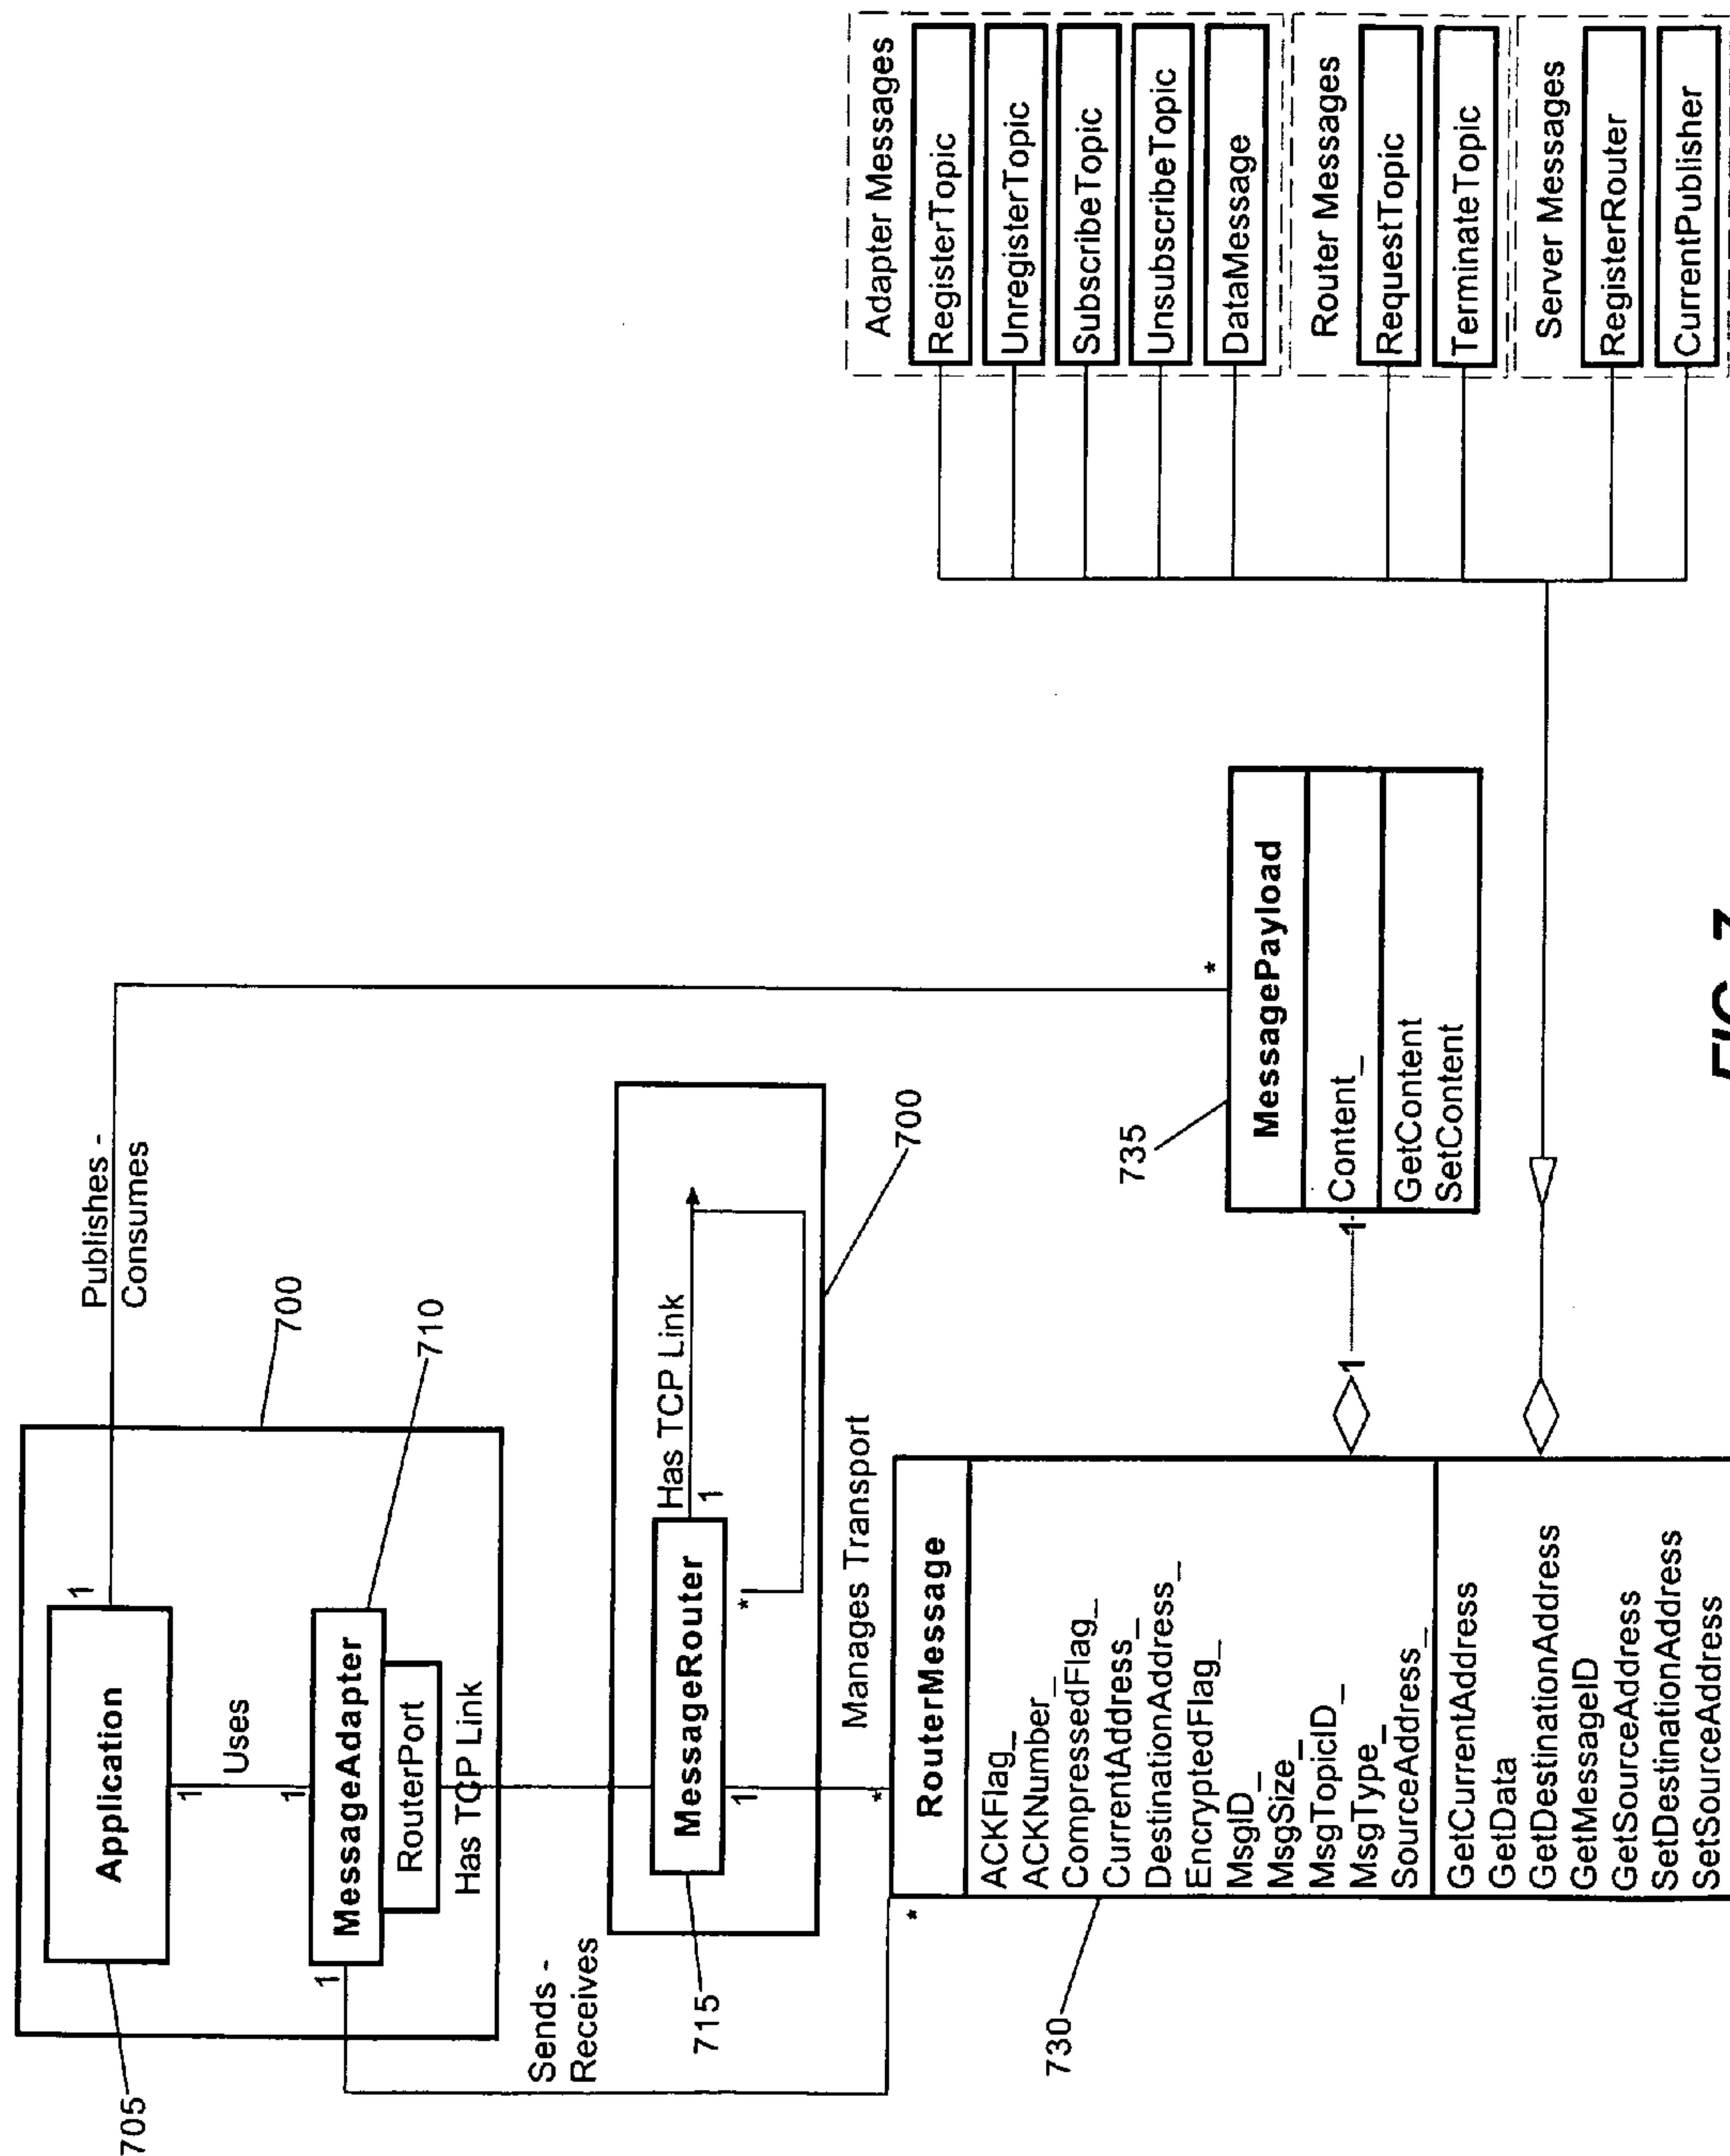 705
Application
1
Publishes -
Consumes
1
Uses
700
1
MessageAdapter
710
1
RouterPort
Has TCP Link
Sends -
Receives
MessageRouter
Has TCP Link
1
*
715
1
700
Manages Transport
*
*
RouterMessage
730
ACKFlag_
ACKNumber_
CompressedFlag_
CurrentAddress_
DestinationAddress_
EncryptedFlag_
MsgID_
MsgSize_
MsgTopicID_
MsgType_
SourceAddress_
GetCurrentAddress
GetData
GetDestinationAddress
GetMessageID
GetSourceAddress
SetDestinationAddress
SetSourceAddress
*
735
MessagePayload
Content_
GetContent
SetContent
1
1
Adapter Messages
RegisterTopic
UnregisterTopic
SubscribeTopic
UnsubscribeTopic
DataMessage
Router Messages
RequestTopic
TerminateTopic
Server Messages
RegisterRouter
CurrentPublisher
FIG. 7